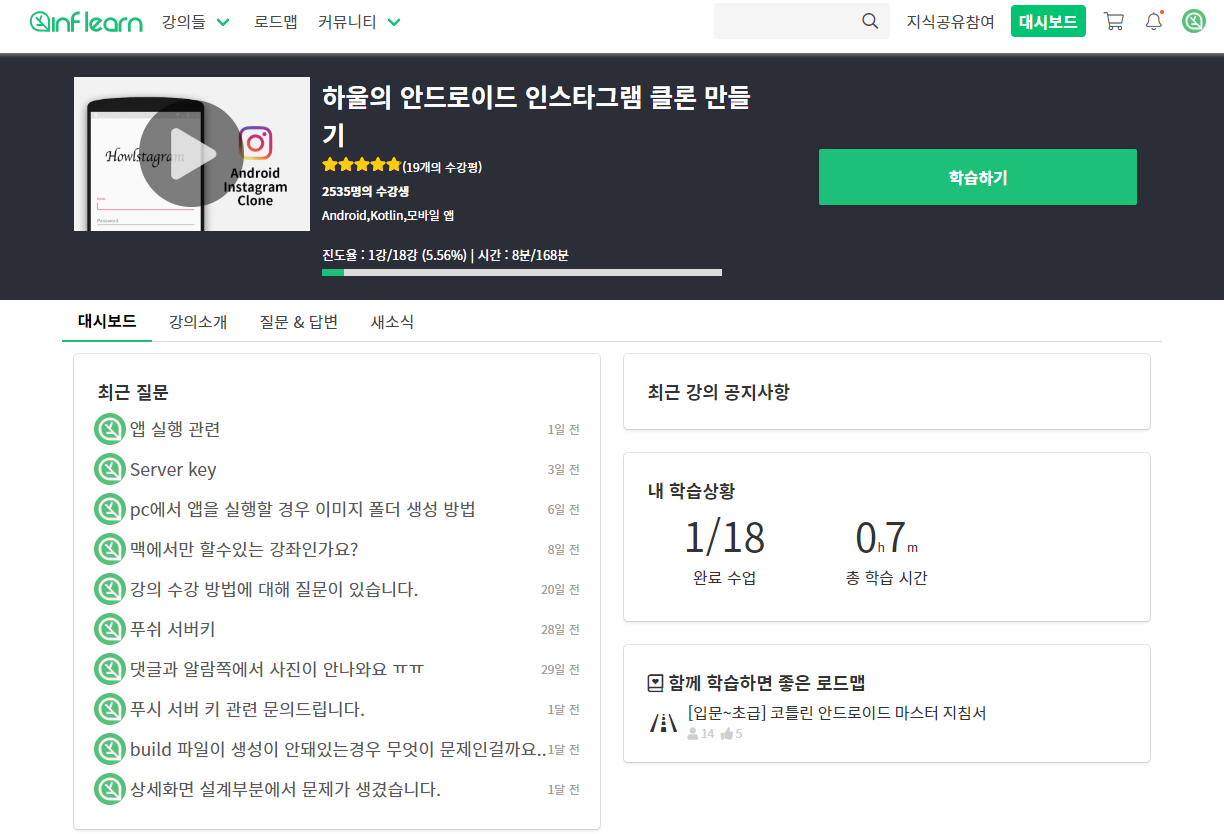 inflearn 강의들 로드맵 커뮤니티 지식공유참여 대시보드
Howlstagram
Android
Instagram
Clone
Password
하울의 안드로이드 인스타그램 클론 만들
기
(19개의 수강평)
2535명의 수강생
Android,Kotlin,모바일 앱
진도율 : 1강/18강 (5.56%) | 시간 : 8분/168분
학습하기
대시보드 강의소개 질문 & 답변 새소식
최근 질문
앱 실행 관련 1일 전
Server key 3일 전
pc에서 앱을 실행할 경우 이미지 폴더 생성 방법 6일 전
맥에서만 할수있는 강좌인가요? 8일 전
강의 수강 방법에 대해 질문이 있습니다. 20일 전
푸쉬 서버키 28일 전
댓글과 알람쪽에서 사진이 안나와요 ㅠㅠ 29일 전
푸시 서버 키 관련 문의드립니다. 1달 전
build 파일이 생성이 안돼있는경우 무엇이 문제인걸까요.. 1달 전
상세화면 설계부분에서 문제가 생겼습니다. 1달 전
최근 강의 공지사항
내 학습상황
1/18 0h7m
완료 수업 총 학습 시간
함께 학습하면 좋은 로드맵
[입문~초급] 코틀린 안드로이드 마스터 지침서
14 5